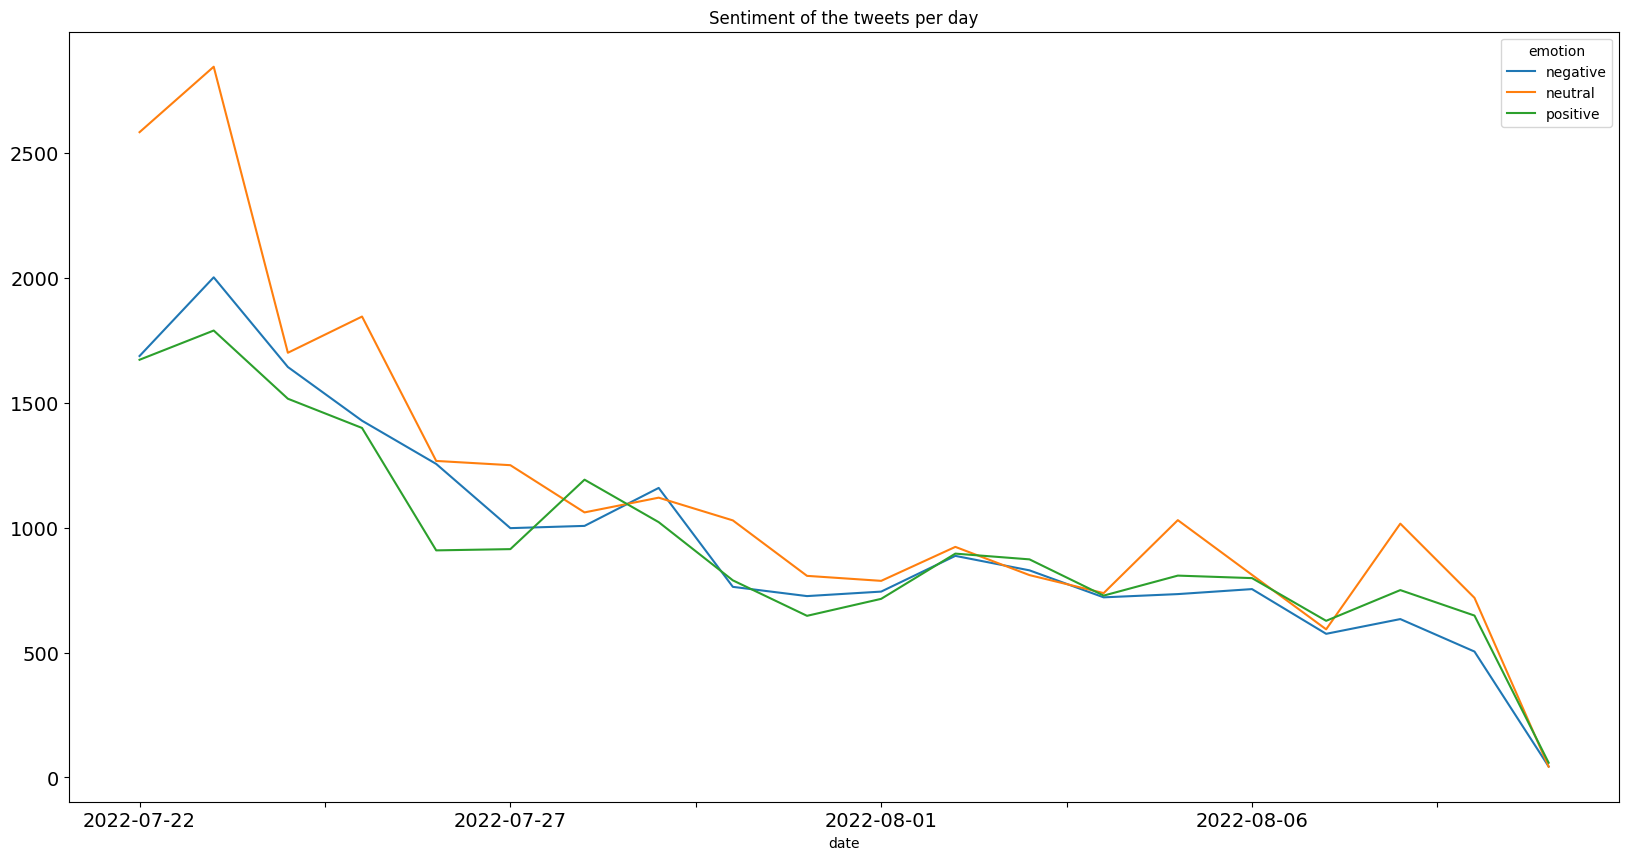 Sentiment of the tweets per day
emotion
negative
neutral
positive
2500
2000
1500
1000
500
0
2022-07-22 2022-07-27 2022-08-01 2022-08-06
date